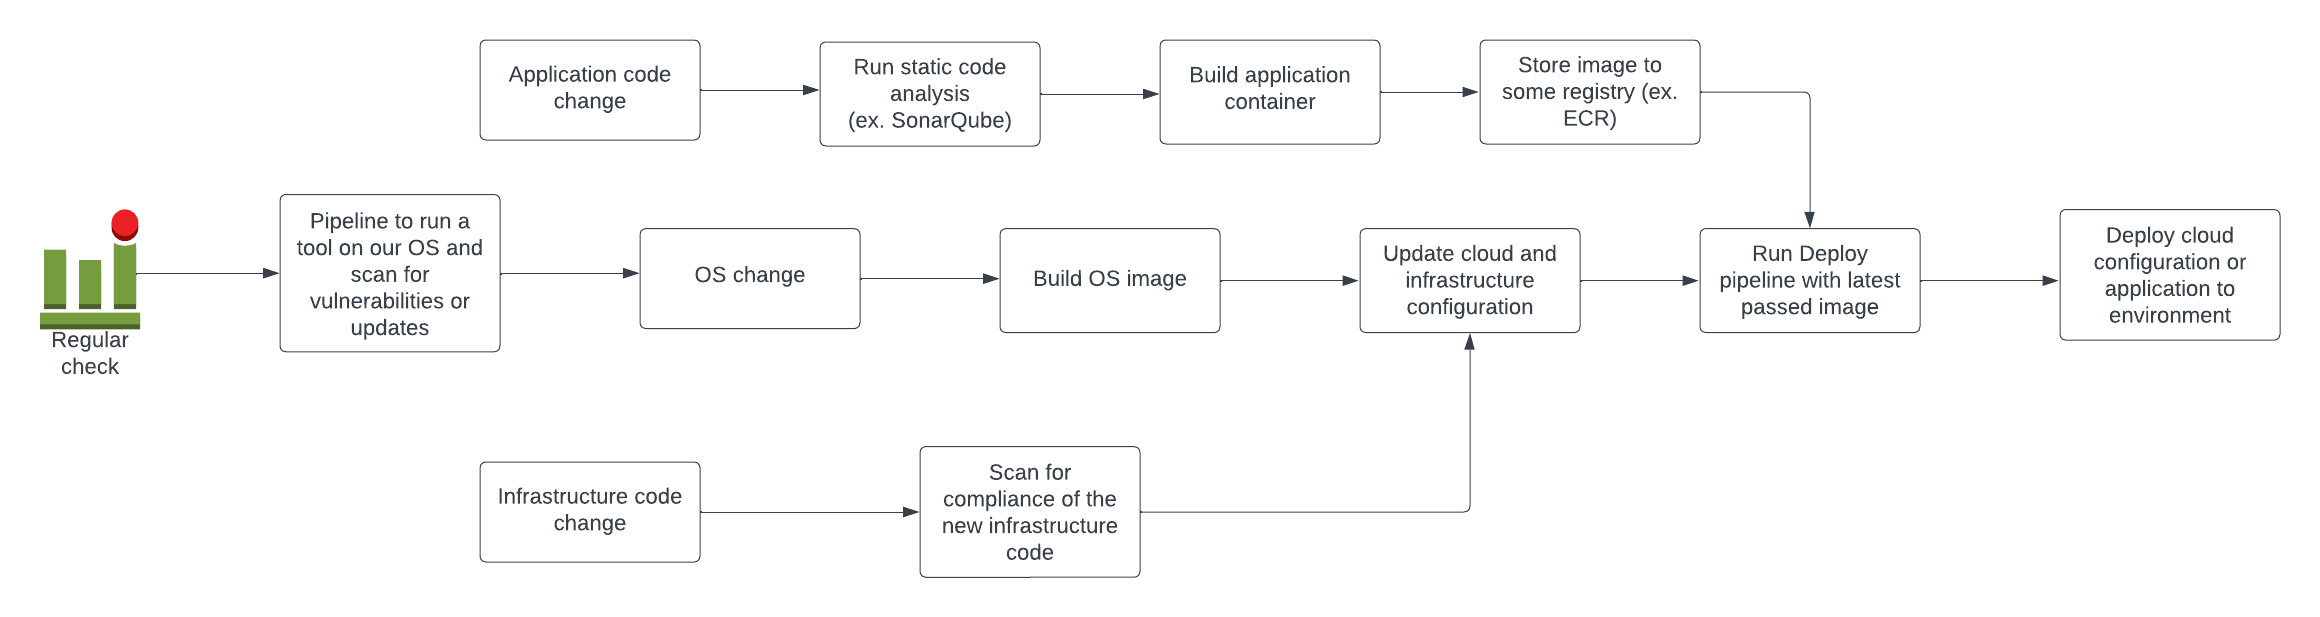 Application code
change
Run static code
analysis
(ex. SonarQube)
Build application
container
Store image to
some registry (ex.
ECR)
Regular
check
Pipeline to run a
tool on our OS and
scan for
vulnerabilities or
updates
OS change
Build OS image
Update cloud and
infrastructure
configuration
Run Deploy
pipeline with latest
passed image
Deploy cloud
configuration or
application to
environment
Infrastructure code
change
Scan for
compliance of the
new infrastructure
code